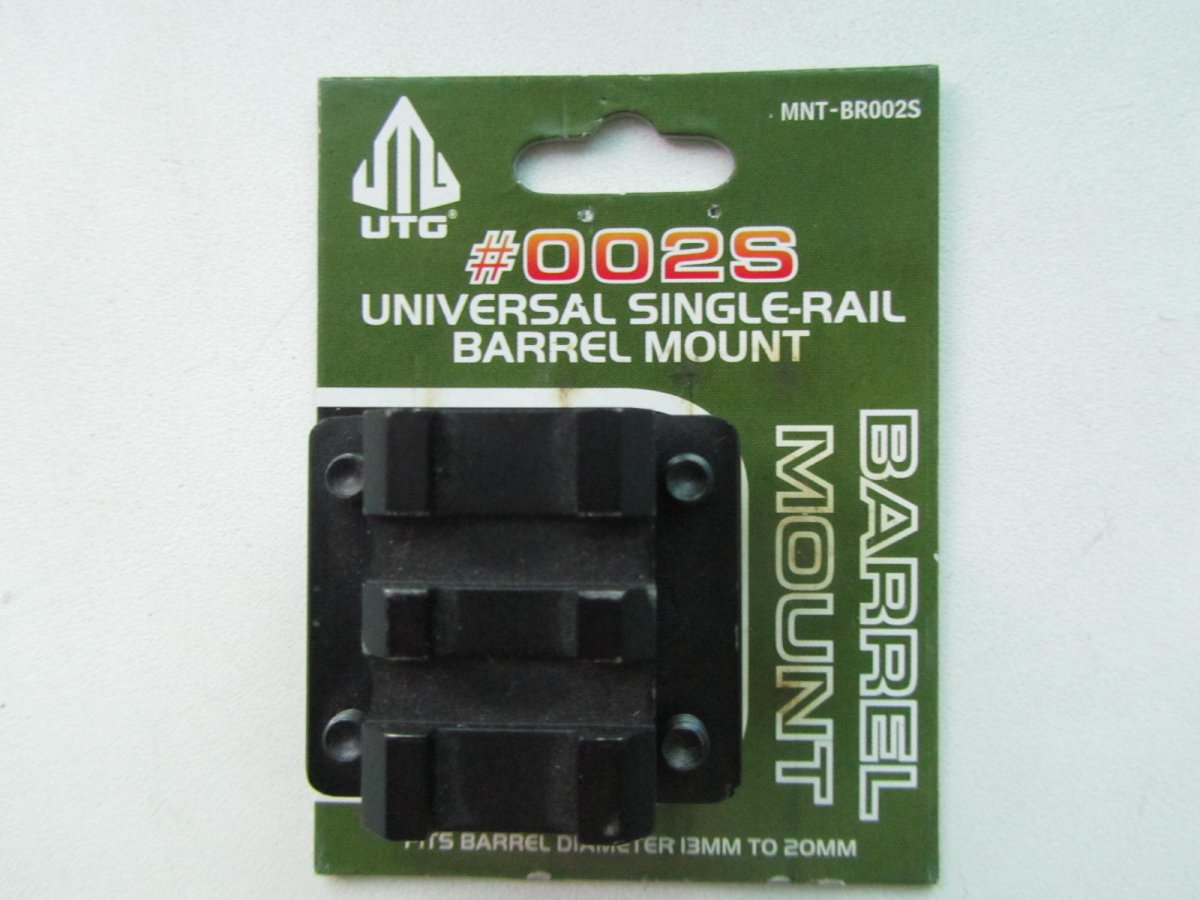 MNT-BR002S
UTG®
#002S
UNIVERSAL SINGLE-RAIL
BARREL MOUNT
BARREL
MOUNT
FITS BARREL DIAMETER 13MM TO 20MM